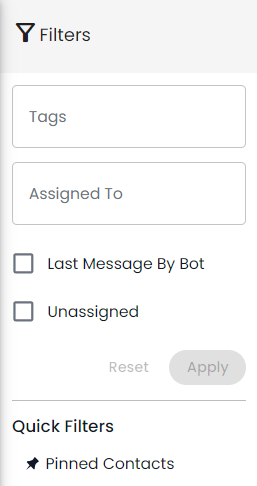 Filters
Tags
Assigned To
Last Message By Bot
Unassigned
Reset Apply
Quick Filters
Pinned Contacts